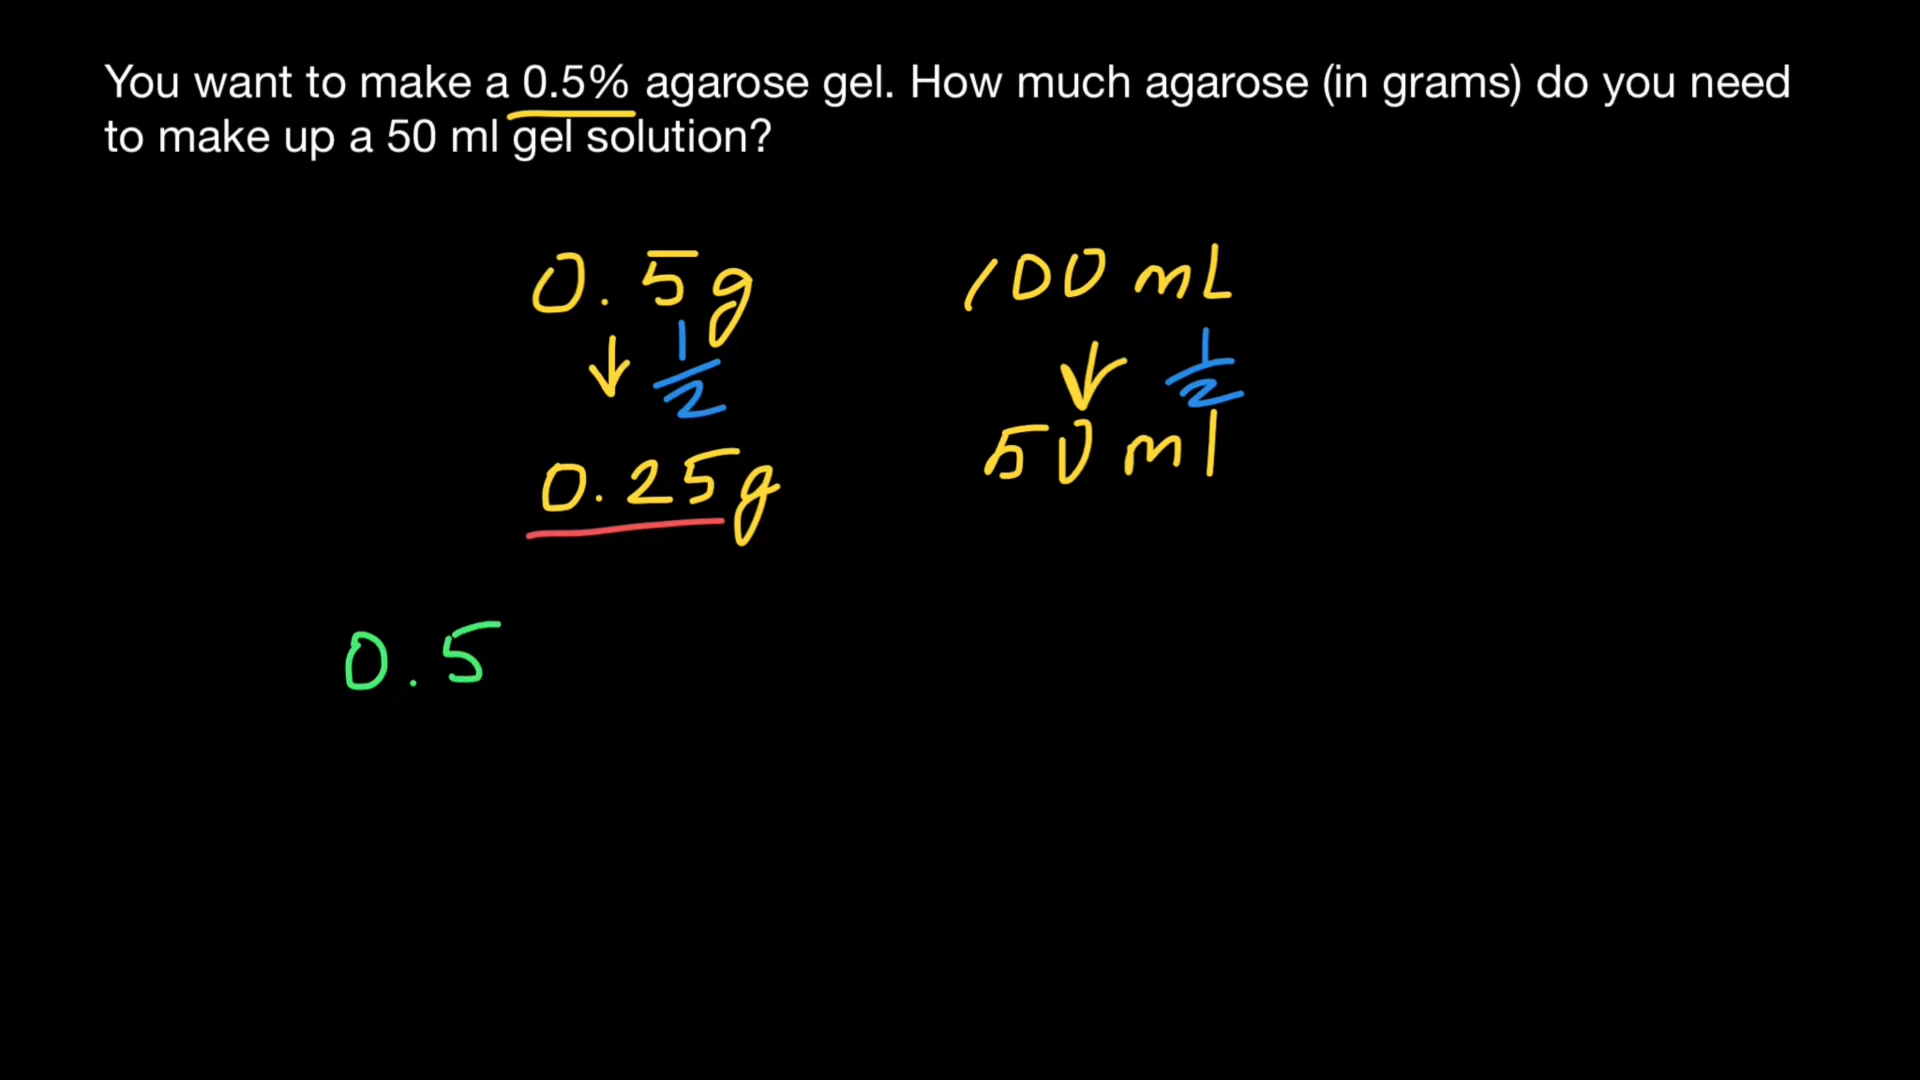 You want to make a 0.5% agarose gel. How much agarose (in grams) do you need
to make up a 50 ml gel solution?
0.5g 100 mL
1/2 1/2
0.25g 50 ml
0.5